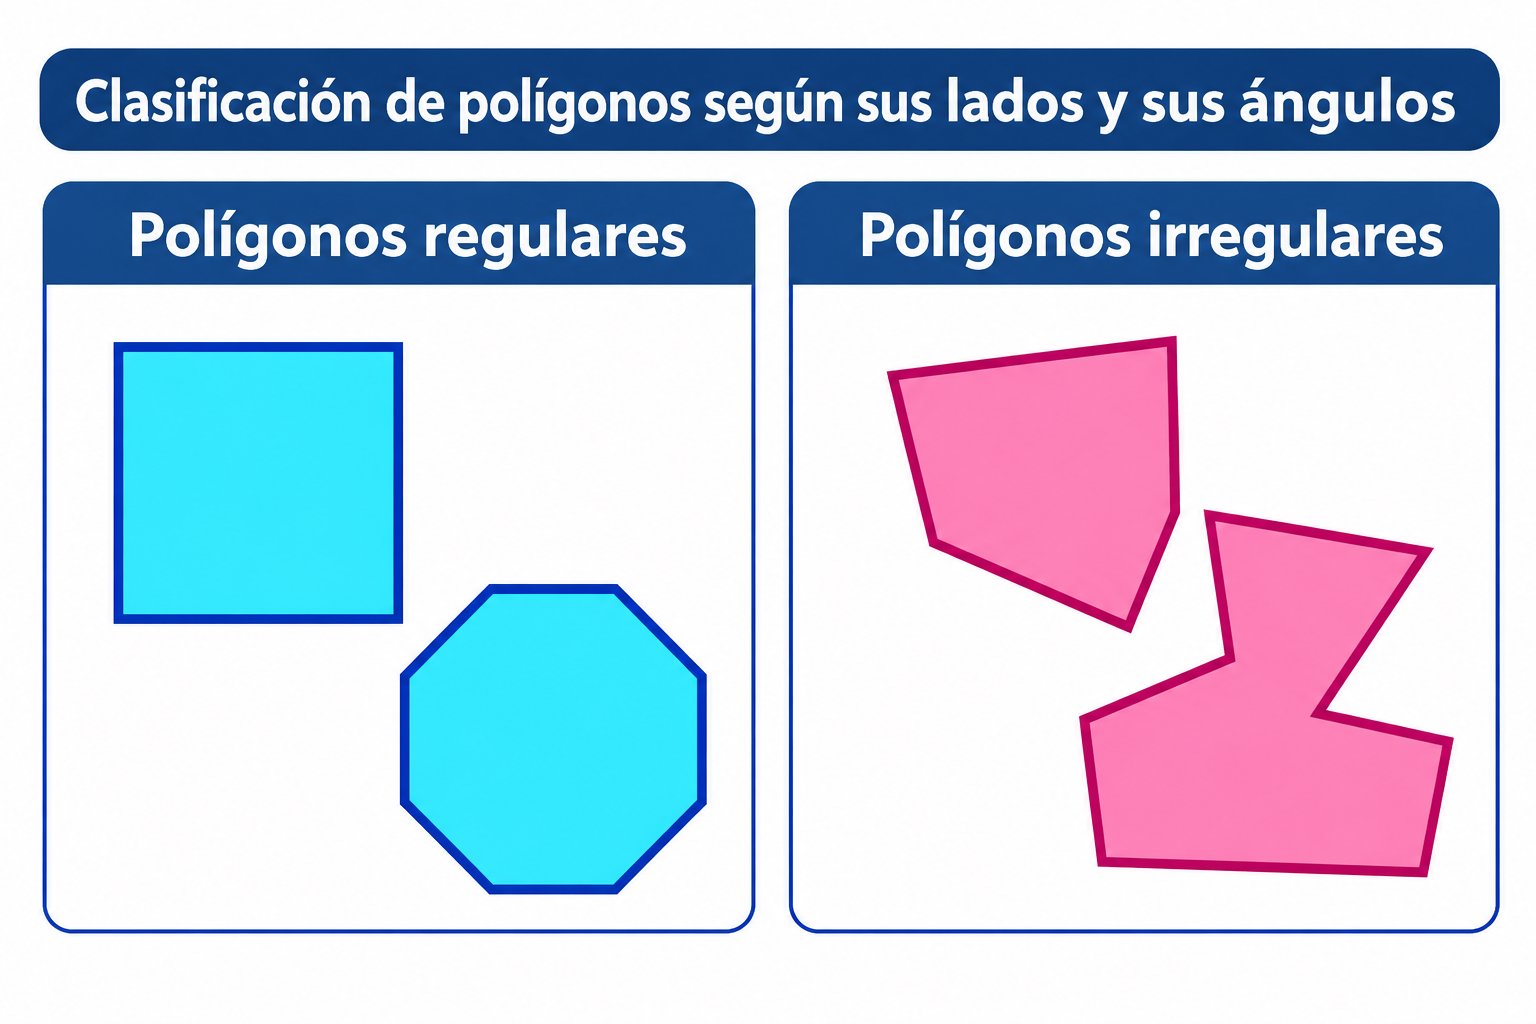 Clasificación de polígonos según sus lados y sus ángulos
Polígonos regulares
Polígonos irregulares